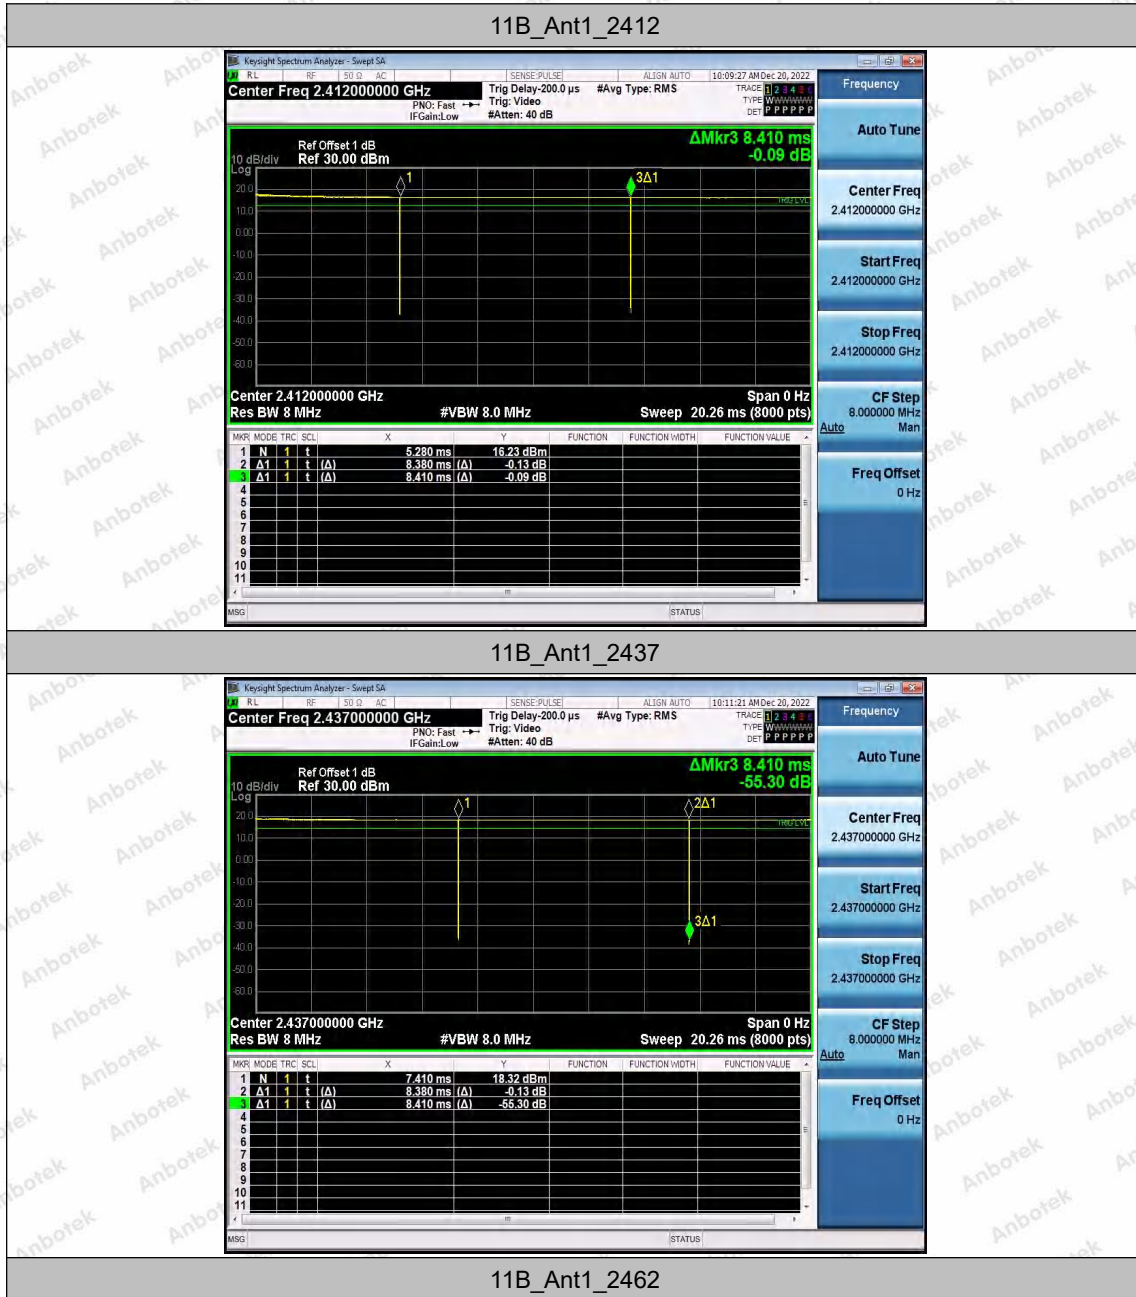 11B_Ant1_2412
Keysight Spectrum Analyzer - Swept SA
RL RF 50 Ω AC SENSE:PULSE ALIGN AUTO 10:09:27 AM Dec 20, 2022
Center Freq 2.412000000 GHz Trig Delay-200.0 µs #Avg Type: RMS TRACE 1 2 3 4 5 6
PNO: Fast Trig: Video TYPE WWWWWW
IFGain:Low #Atten: 40 dB DET P P P P P P
Frequency
Auto Tune
Ref Offset 1 dB ΔMkr3 8.410 ms
10 dB/div Ref 30.00 dBm -0.09 dB
Log
1
3Δ1
TRIG LVL
20.0
10.0
0.00
-10.0
-20.0
-30.0
-40.0
-50.0
-60.0
Center Freq
2.412000000 GHz
Start Freq
2.412000000 GHz
Stop Freq
2.412000000 GHz
CF Step
8.000000 MHz
Auto Man
Freq Offset
0 Hz
Center 2.412000000 GHz Span 0 Hz
Res BW 8 MHz #VBW 8.0 MHz Sweep 20.26 ms (8000 pts)
MKR MODE TRC SCL X Y FUNCTION FUNCTION WIDTH FUNCTION VALUE
1 N 1 t 5.280 ms 16.23 dBm
2 Δ1 1 t (Δ) 8.380 ms (Δ) -0.13 dB
3 Δ1 1 t (Δ) 8.410 ms (Δ) -0.09 dB
4
5
6
7
8
9
10
11
MSG STATUS
11B_Ant1_2437
Keysight Spectrum Analyzer - Swept SA
RL RF 50 Ω AC SENSE:PULSE ALIGN AUTO 10:11:21 AM Dec 20, 2022
Center Freq 2.437000000 GHz Trig Delay-200.0 µs #Avg Type: RMS TRACE 1 2 3 4 5 6
PNO: Fast Trig: Video TYPE WWWWWW
IFGain:Low #Atten: 40 dB DET P P P P P P
Frequency
Auto Tune
Ref Offset 1 dB ΔMkr3 8.410 ms
10 dB/div Ref 30.00 dBm -55.30 dB
Log
1
2Δ1
TRIG LVL
3Δ1
20.0
10.0
0.00
-10.0
-20.0
-30.0
-40.0
-50.0
-60.0
Center Freq
2.437000000 GHz
Start Freq
2.437000000 GHz
Stop Freq
2.437000000 GHz
CF Step
8.000000 MHz
Auto Man
Freq Offset
0 Hz
Center 2.437000000 GHz Span 0 Hz
Res BW 8 MHz #VBW 8.0 MHz Sweep 20.26 ms (8000 pts)
MKR MODE TRC SCL X Y FUNCTION FUNCTION WIDTH FUNCTION VALUE
1 N 1 t 7.410 ms 18.32 dBm
2 Δ1 1 t (Δ) 8.380 ms (Δ) -0.13 dB
3 Δ1 1 t (Δ) 8.410 ms (Δ) -55.30 dB
4
5
6
7
8
9
10
11
MSG STATUS
11B_Ant1_2462
Anbotek